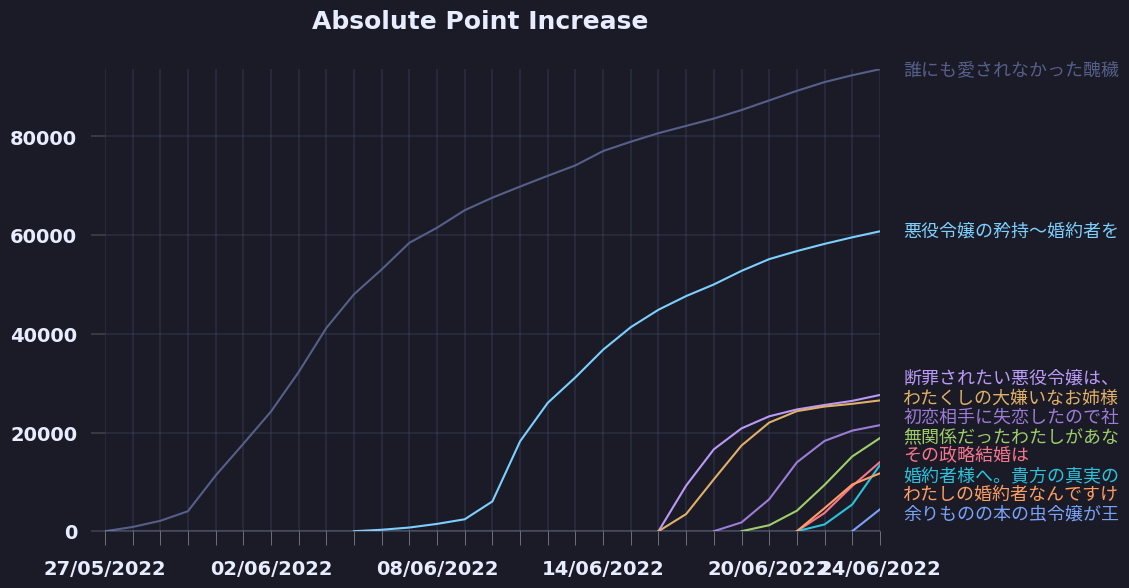 Absolute Point Increase
誰にも愛されなかった醜穢
80000
60000
悪役令嬢の矜持～婚約者を
40000
断罪されたい悪役令嬢は、
わたくしの大嫌いなお姉様
初恋相手に失恋したので社
20000
無関係だったわたしがあな
その政略結婚は
婚約者様へ。貴方の真実の
わたしの婚約者なんですけ
余りものの本の虫令嬢が王
0
27/05/2022 02/06/2022 08/06/2022 14/06/2022 20/06/2022 24/06/2022